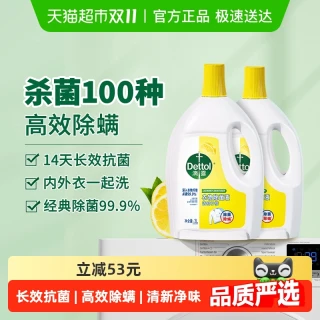 天猫超市双11 官方正品 极速送达
杀菌100种
高效除螨
14天长效抗菌
内外衣一起洗
经典除菌99.9%
Dettol
滴露
立减53元
长效抗菌 | 高效除螨 | 清新净味
品质严选